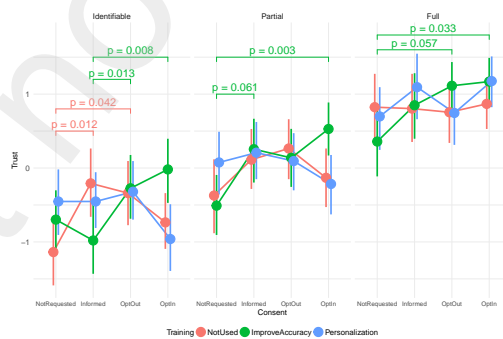 Identifiable Partial Full
p = 0.008
p = 0.013
p = 0.042
p = 0.012
p = 0.003
p = 0.061
p = 0.033
p = 0.057
Trust
1
0
−1
NotRequested Informed OptOut OptIn NotRequested Informed OptOut OptIn NotRequested Informed OptOut OptIn
Consent
Training NotUsed ImproveAccuracy Personalization